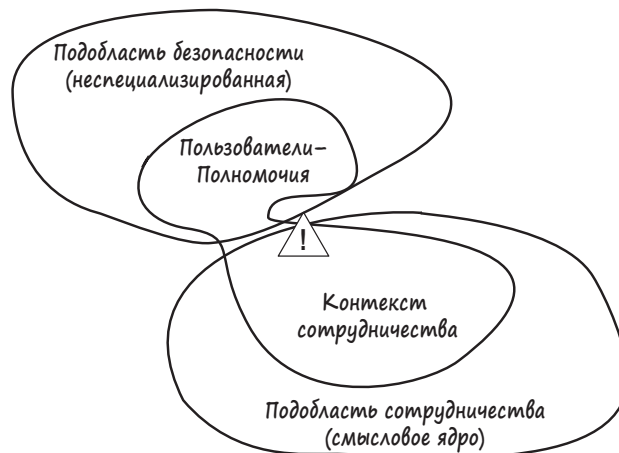 Подобласть безопасности
(неспециализированная)
Пользователи–
Полномочия
!
Контекст
сотрудничества
Подобласть сотрудничества
(смысловое ядро)